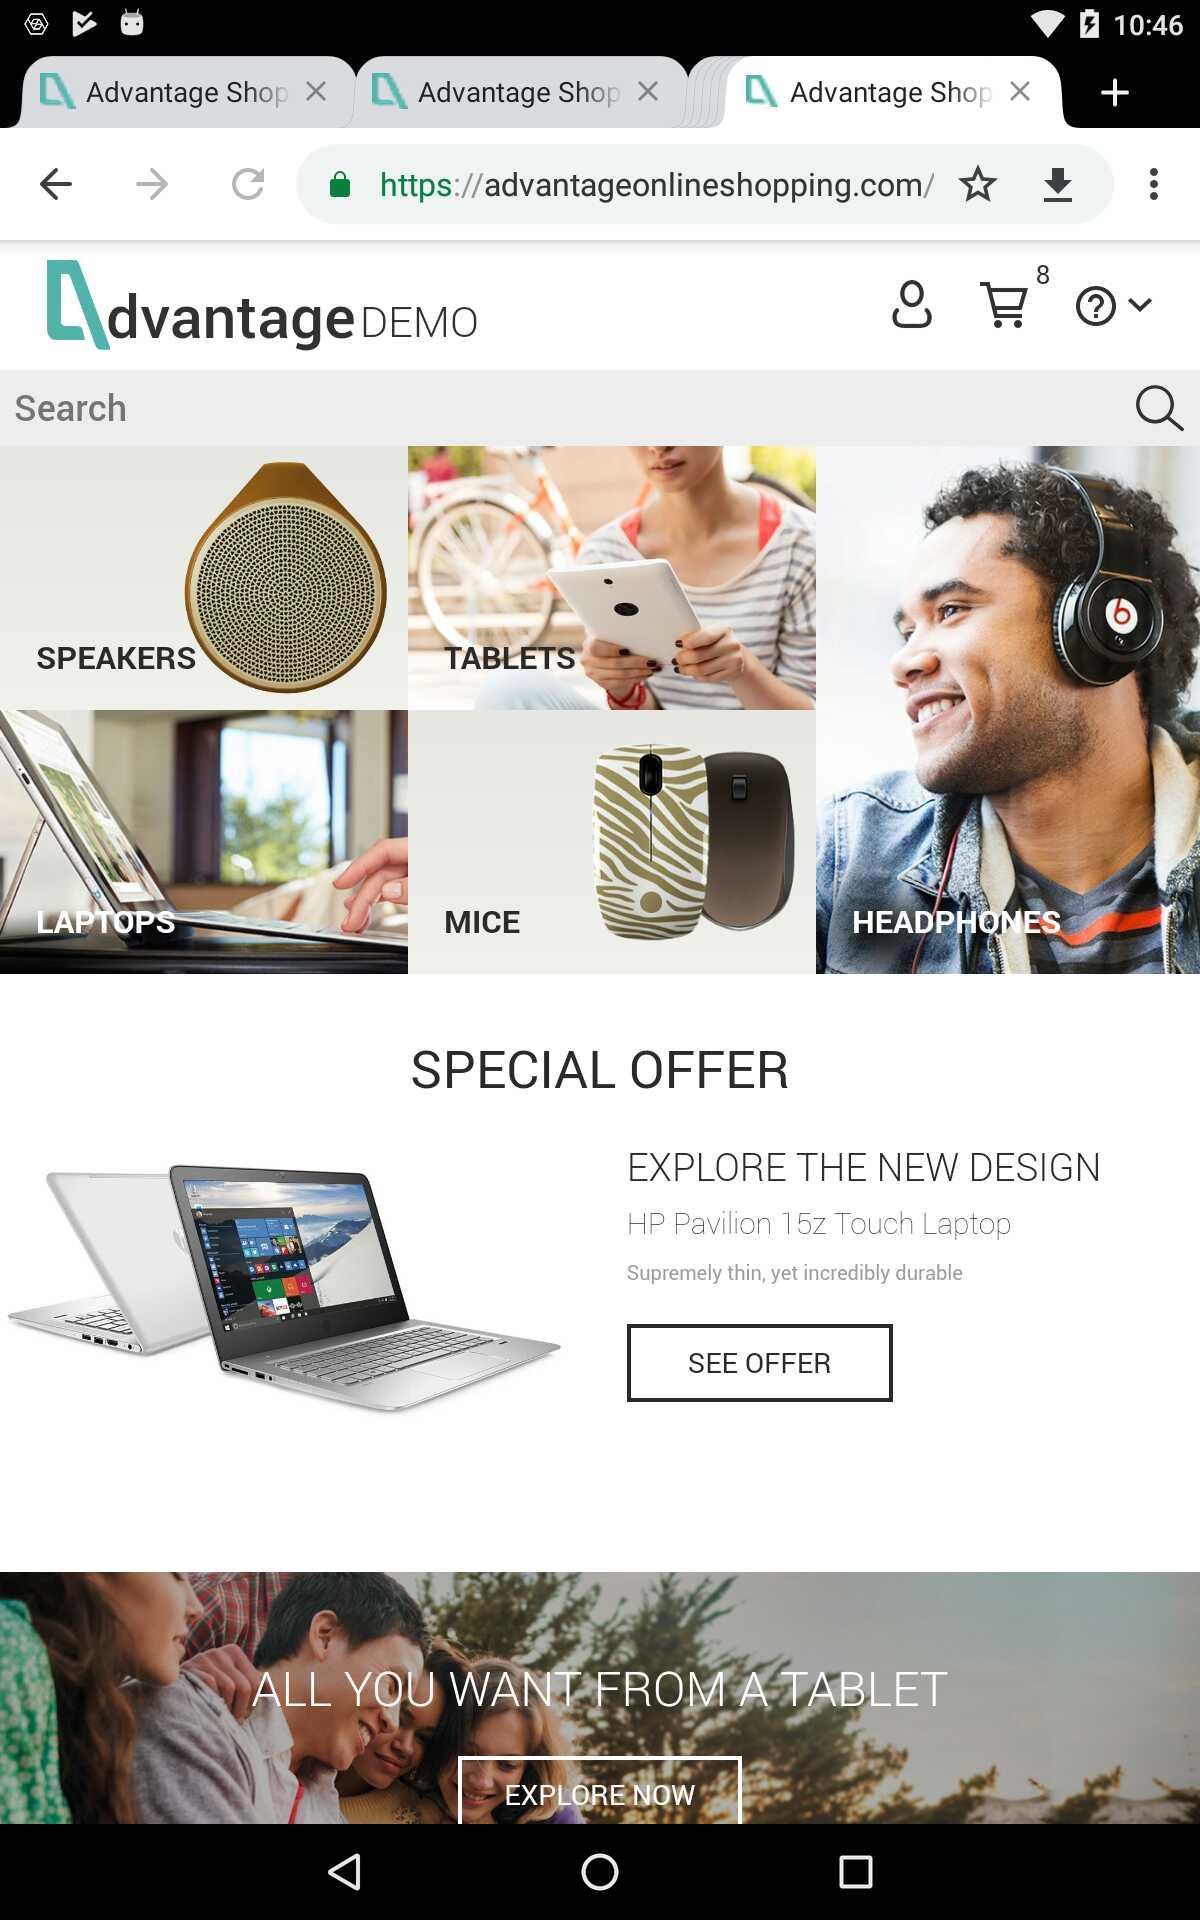 10:46
Advantage Shop
Advantage Shop
Advantage Shop
https://advantageonlineshopping.com/
dvantage DEMO
8
Search
SPEAKERS
TABLETS
LAPTOPS
MICE
HEADPHONES
SPECIAL OFFER
EXPLORE THE NEW DESIGN
HP Pavilion 15z Touch Laptop
Supremely thin, yet incredibly durable
SEE OFFER
ALL YOU WANT FROM A TABLET
EXPLORE NOW